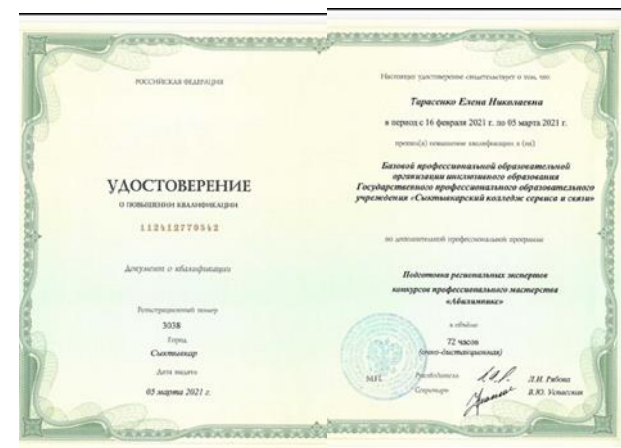 РОССИЙСКАЯ ФЕДЕРАЦИЯ
УДОСТОВЕРЕНИЕ
О ПОВЫШЕНИИ КВАЛИФИКАЦИИ
112412770542
Документ о квалификации
Регистрационный номер
3038
Город
Сыктывкар
Дата выдачи
05 марта 2021 г.
Настоящее удостоверение свидетельствует о том, что
Тарасенко Елена Николаевна
в период с 16 февраля 2021 г. по 05 марта 2021 г.
прошел(а) повышение квалификации в (на)
Базовой профессиональной образовательной
организации инклюзивного образования
Государственного профессионального образовательного
учреждения «Сыктывкарский колледж сервиса и связи»
по дополнительной профессиональной программе
Подготовка региональных экспертов
конкурсов профессионального мастерства
«Абилимпикс»
в объёме
72 часов
(очно-дистанционная)
М.П.
Руководитель
Л.Н. Рябова
Секретарь
В.Ю.